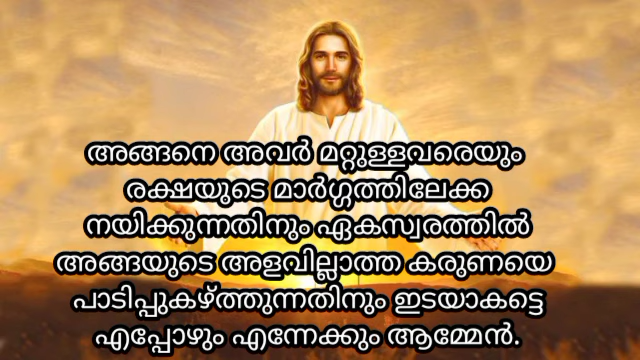 അങ്ങനെ അവർ മറ്റുള്ളവരെയും
രക്ഷയുടെ മാർഗ്ഗത്തിലേക്ക
നയിക്കുന്നതിനും ഏകസ്വരത്തിൽ
അങ്ങയുടെ അളവില്ലാത്ത കരുണയെ
പാടിപ്പുകഴ്ത്തുന്നതിനും ഇടയാകട്ടെ
എപ്പോഴും എന്നേക്കും ആമ്മേൻ.